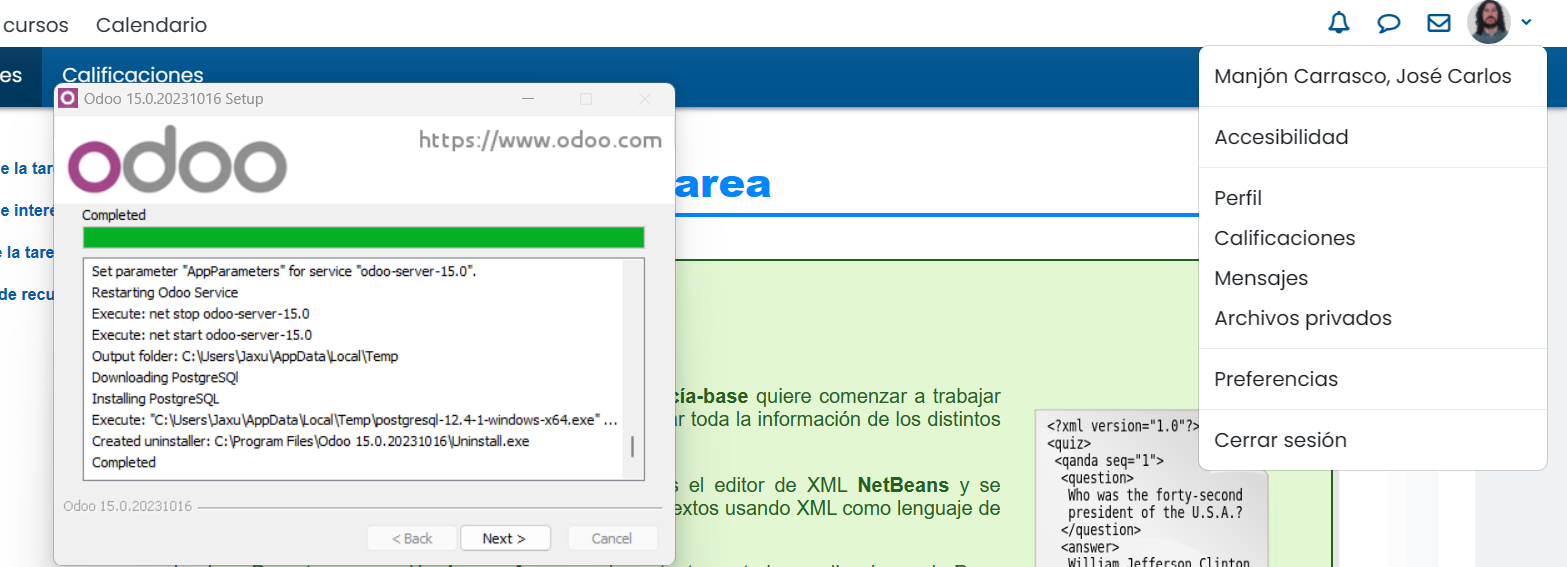 cursos Calendario
es Calificaciones
Manjón Carrasco, José Carlos
Accesibilidad
Perfil
Calificaciones
Mensajes
Archivos privados
Preferencias
Cerrar sesión
Odoo 15.0.20231016 Setup
odoo
https://www.odoo.com
Completed
Set parameter "AppParameters" for service "odoo-server-15.0".
Restarting Odoo Service
Execute: net stop odoo-server-15.0
Execute: net start odoo-server-15.0
Output folder: C:\Users\Jaxu\AppData\Local\Temp
Downloading PostgreSQl
Installing PostgreSQL
Execute: "C:\Users\Jaxu\AppData\Local\Temp\postgresql-12.4-1-windows-x64.exe" ...
Created uninstaller: C:\Program Files\Odoo 15.0.20231016\Uninstall.exe
Completed
Odoo 15.0.20231016
< Back Next > Cancel
e la tar
e interé
la tare
de recu
area
cía-base quiere comenzar a trabajar
ar toda la información de los distintos
s el editor de XML NetBeans y se
extos usando XML como lenguaje de
<?xml version="1.0"?>
<quiz>
<qanda seq="1">
<question>
Who was the forty-second
president of the U.S.A.?
</question>
<answer>
William Jefferson Clinton